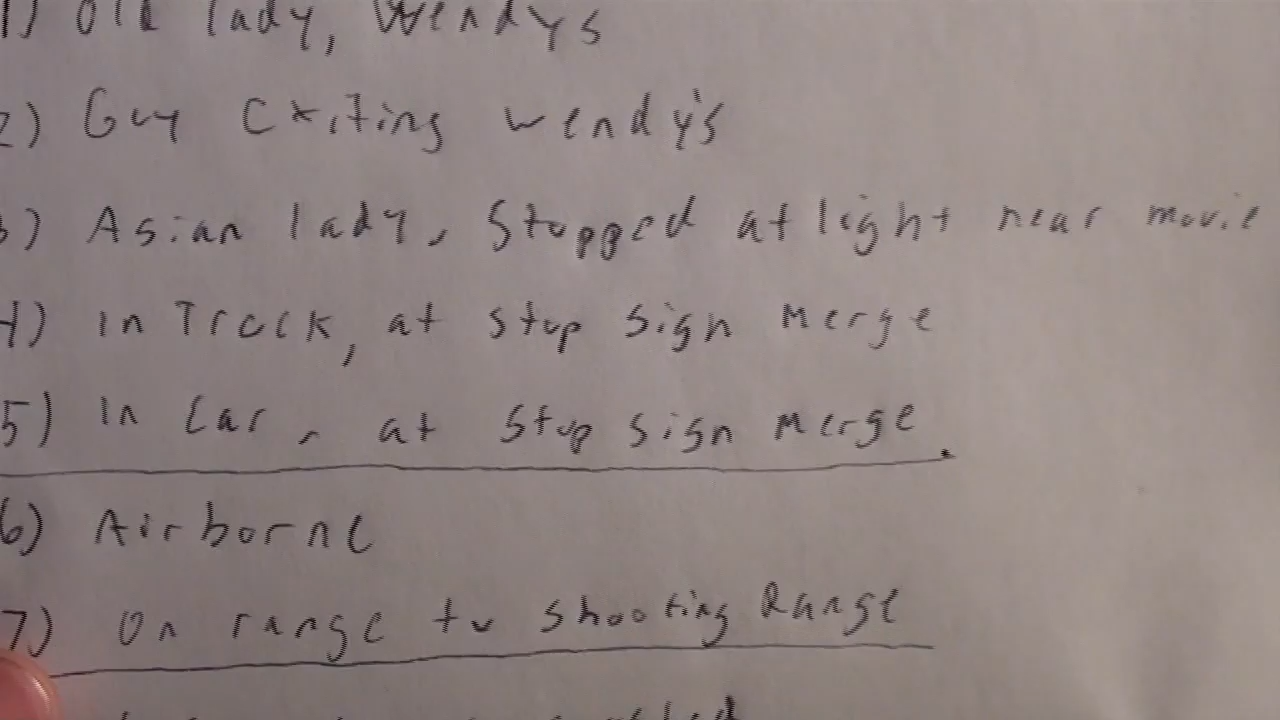 1) Old lady, Wendys
2) Guy Exiting Wendy's
3) Asian lady, Stopped at light near movie
4) in Truck, at stop sign merge
5) In Car, at Stop sign merge
6) Airborne
7) On range to Shooting Range